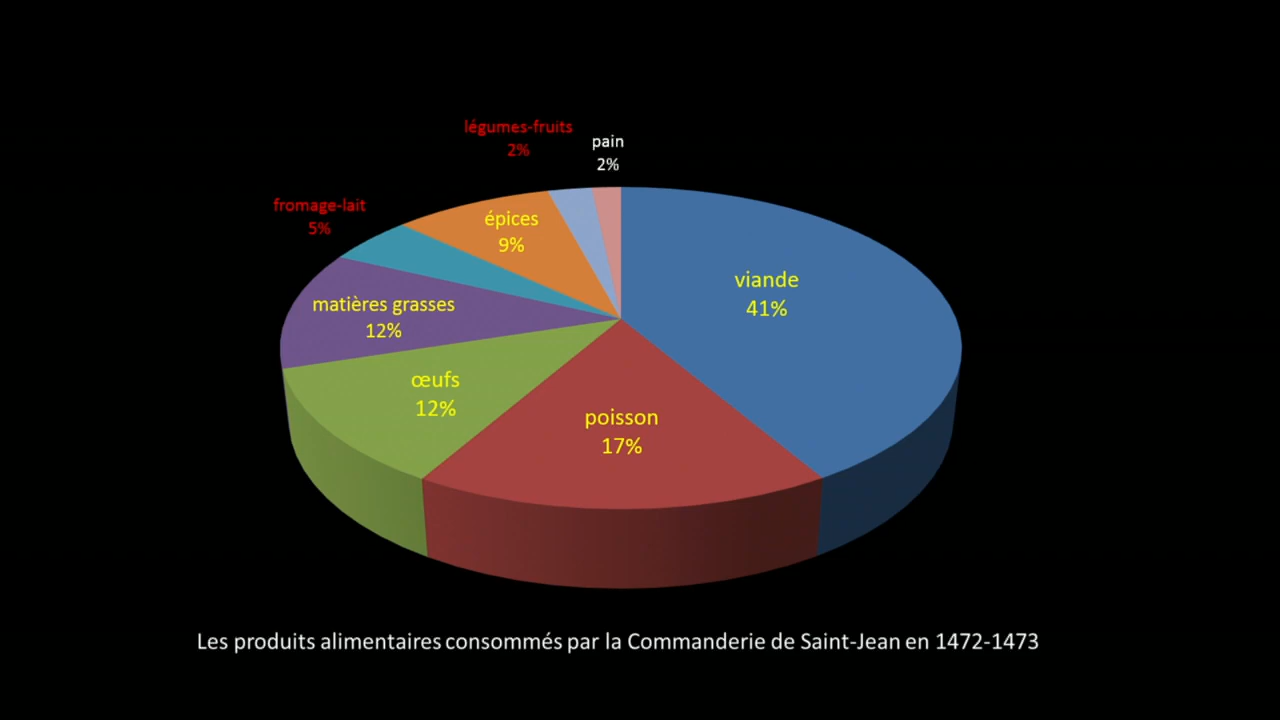 légumes-fruits
2%
pain
2%
fromage-lait
5%
épices
9%
viande
41%
matières grasses
12%
œufs
12%
poisson
17%
Les produits alimentaires consommés par la Commanderie de Saint-Jean en 1472-1473